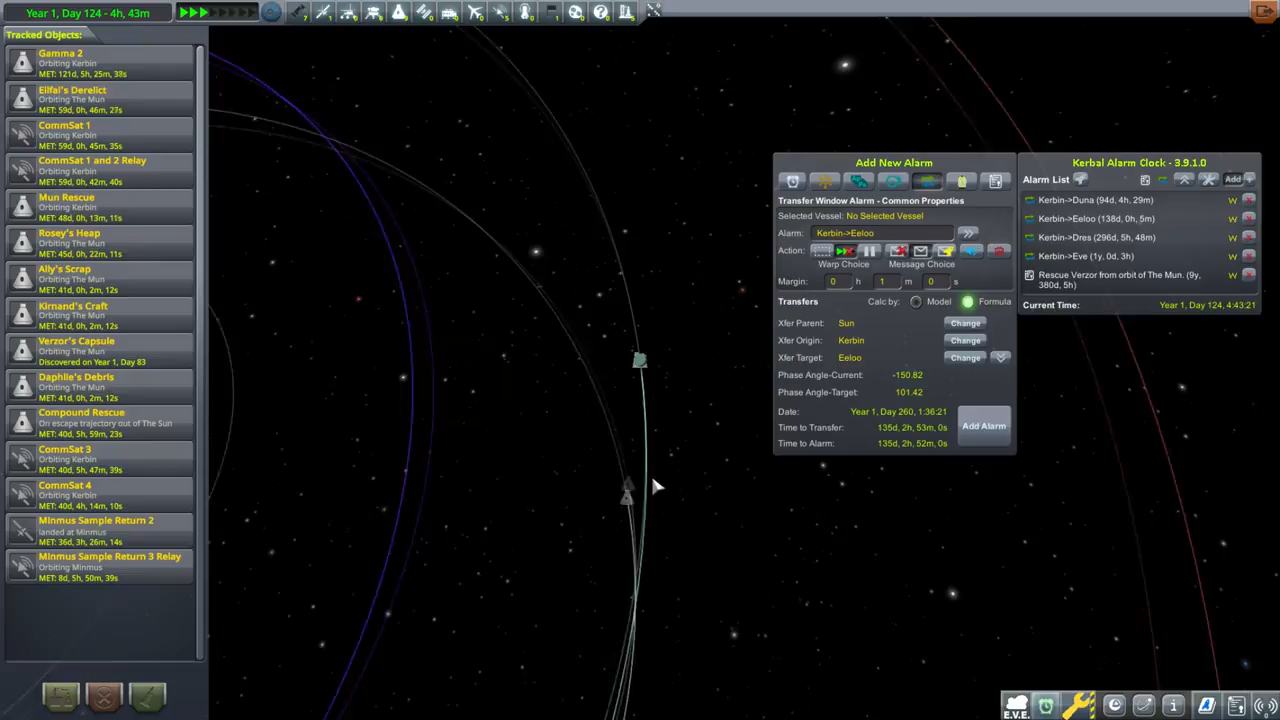 Year 1, Day 124 - 4h, 43m
Tracked Objects:
Gamma 2
Orbiting Kerbin
MET: 121d, 5h, 25m, 38s
Eilfai's Derelict
Orbiting The Mun
MET: 59d, 0h, 46m, 27s
CommSat 1
Orbiting Kerbin
MET: 59d, 0h, 45m, 35s
CommSat 1 and 2 Relay
Orbiting Kerbin
MET: 59d, 0h, 42m, 40s
Mun Rescue
Orbiting Kerbin
MET: 48d, 0h, 13m, 11s
Rosey's Heap
Orbiting The Mun
MET: 45d, 0h, 22m, 11s
Ally's Scrap
Orbiting The Mun
MET: 41d, 0h, 2m, 12s
Kirnand's Craft
Orbiting The Mun
MET: 41d, 0h, 2m, 12s
Verzor's Capsule
Orbiting The Mun
Discovered on Year 1, Day 83
Daphlie's Debris
Orbiting The Mun
MET: 41d, 0h, 2m, 12s
Compound Rescue
On escape trajectory out of The Sun
MET: 40d, 5h, 59m, 23s
CommSat 3
Orbiting Kerbin
MET: 40d, 5h, 47m, 39s
CommSat 4
Orbiting Kerbin
MET: 40d, 4h, 14m, 10s
Minmus Sample Return 2
landed at Minmus
MET: 36d, 3h, 26m, 14s
Minmus Sample Return 3 Relay
Orbiting Minmus
MET: 8d, 5h, 50m, 39s
Add New Alarm
Transfer Window Alarm - Common Properties
Selected Vessel: No Selected Vessel
Alarm: Kerbin->Eeloo
Action:
Warp Choice Message Choice
Margin: 0 h 1 m 0 s
Transfers Calc by: Model Formula
Xfer Parent: Sun Change
Xfer Origin: Kerbin Change
Xfer Target: Eeloo Change
Phase Angle-Current: -150.82
Phase Angle-Target: 101.42
Date: Year 1, Day 260, 1:36:21
Time to Transfer: 135d, 2h, 53m, 0s
Time to Alarm: 135d, 2h, 52m, 0s
Add Alarm
Kerbal Alarm Clock - 3.9.1.0
Alarm List Add +
Kerbin->Duna (94d, 4h, 29m) W
Kerbin->Eeloo (138d, 0h, 5m) W
Kerbin->Dres (296d, 5h, 48m) W
Kerbin->Eve (1y, 0d, 3h) W
Rescue Verzor from orbit of The Mun. (9y, W
380d, 5h)
Current Time: Year 1, Day 124, 4:43:21
E.V.E.